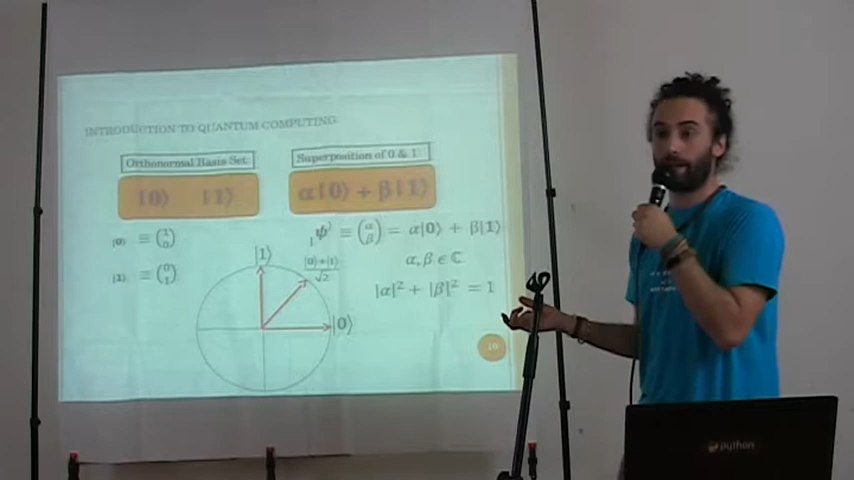 INTRODUCTION TO QUANTUM COMPUTING
Orthonormal Basis Set
Superposition of 0 & 1
|0⟩ |1⟩
α|0⟩ + β|1⟩
|0⟩ ≡ (1 0)
|ψ⟩ ≡ (α β) = α|0⟩ + β|1⟩
|1⟩ ≡ (0 1)
α, β ∈ ℂ
|α|² + |β|² = 1
|1⟩
|0⟩+|1⟩
√2
|0⟩
10
python